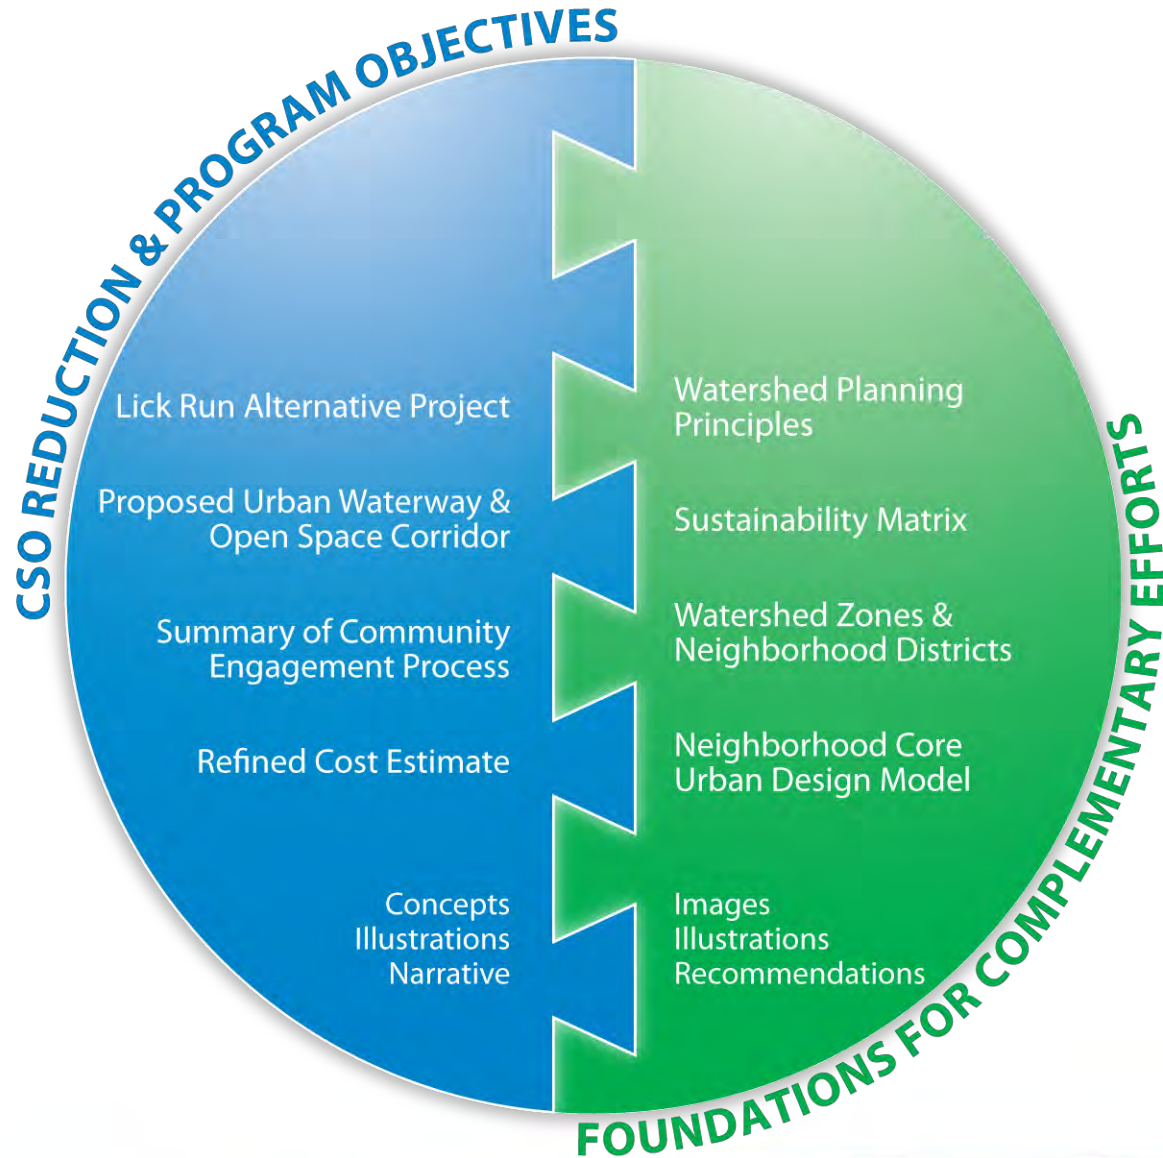 CSO REDUCTION & PROGRAM OBJECTIVES
Lick Run Alternative Project
Proposed Urban Waterway &
Open Space Corridor
Summary of Community
Engagement Process
Refined Cost Estimate
Concepts
Illustrations
Narrative
Watershed Planning
Principles
Sustainability Matrix
Watershed Zones &
Neighborhood Districts
Neighborhood Core
Urban Design Model
Images
Illustrations
Recommendations
FOUNDATIONS FOR COMPLEMENTARY EFFORTS